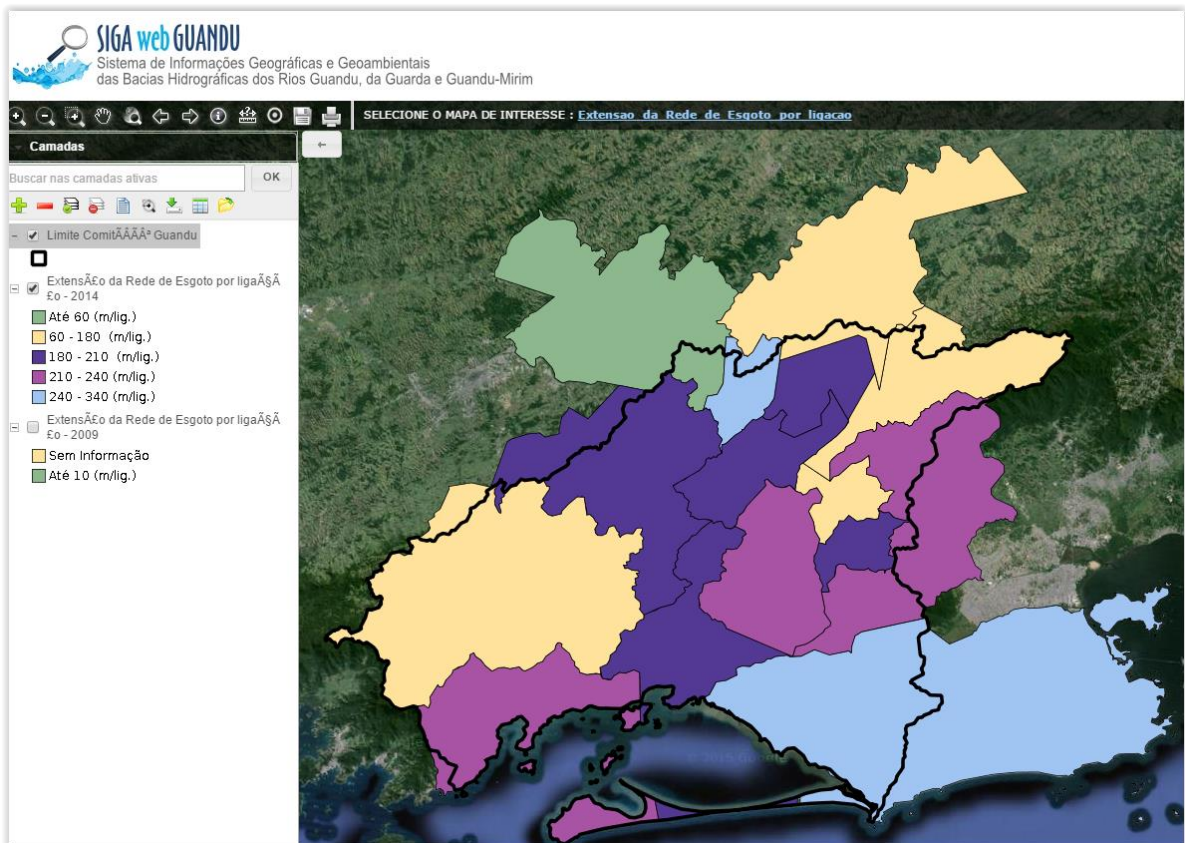 SIGA web GUANDU
Sistema de Informações Geográficas e Geoambientais
das Bacias Hidrográficas dos Rios Guandu, da Guarda e Guandu-Mirim
SELECIONE O MAPA DE INTERESSE : Extensao da Rede de Esgoto por ligacao
Camadas
Buscar nas camadas ativas
OK
Limite ComitÃÂÃÂª Guandu
ExtensÃ£o da Rede de Esgoto por ligaÃ§Ã
£o - 2014
Até 60 (m/lig.)
60 - 180 (m/lig.)
180 - 210 (m/lig.)
210 - 240 (m/lig.)
240 - 340 (m/lig.)
ExtensÃ£o da Rede de Esgoto por ligaÃ§Ã
£o - 2009
Sem Informação
Até 10 (m/lig.)